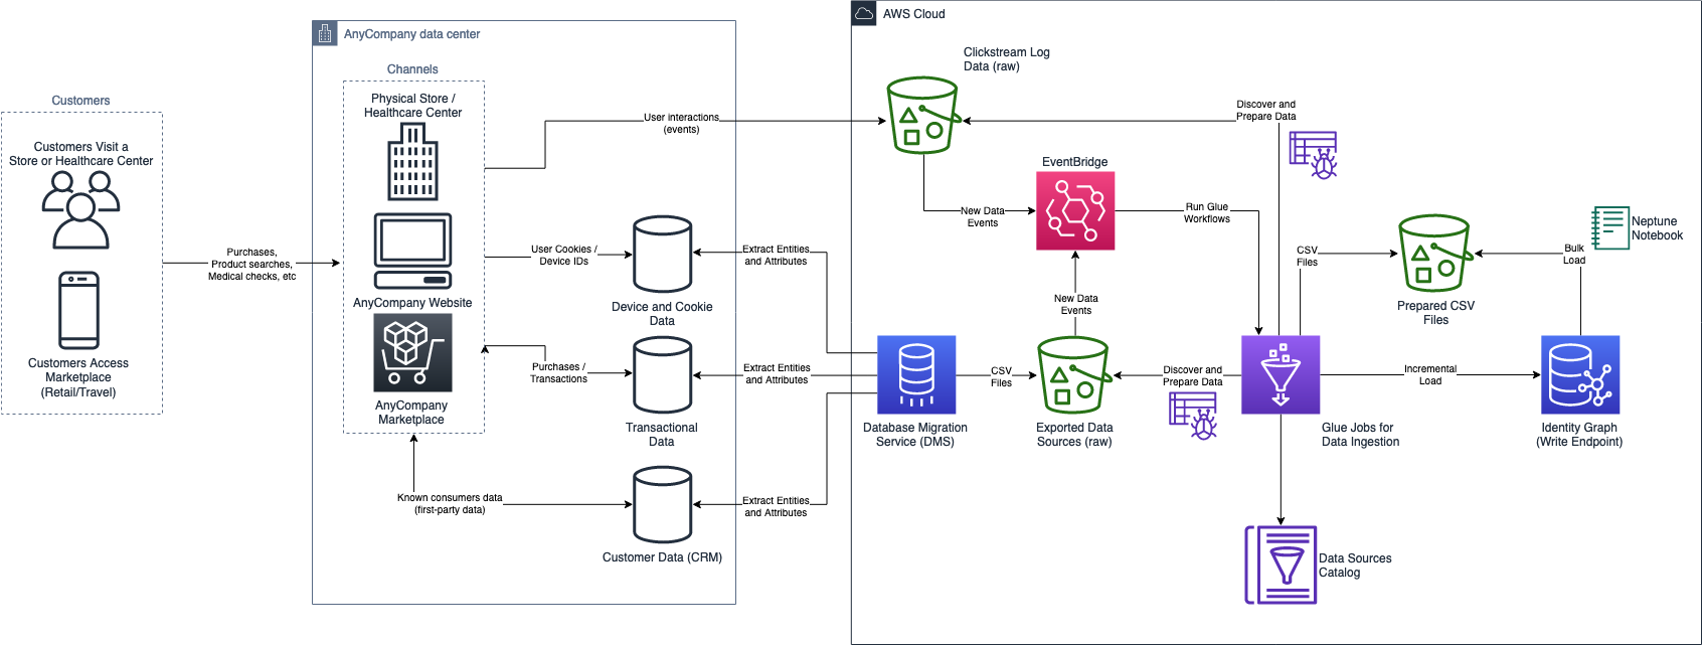 Customers
Customers Visit a
Store or Healthcare Center
Customers Access
Marketplace
(Retail/Travel)
Purchases,
Product searches,
Medical checks, etc
AnyCompany data center
Channels
Physical Store /
Healthcare Center
AnyCompany Website
AnyCompany
Marketplace
User interactions
(events)
User Cookies /
Device IDs
Purchases /
Transactions
Known consumers data
(first-party data)
Device and Cookie
Data
Transactional
Data
Customer Data (CRM)
Extract Entities
and Attributes
Extract Entities
and Attributes
Extract Entities
and Attributes
AWS Cloud
Clickstream Log
Data (raw)
New Data
Events
EventBridge
New Data
Events
Database Migration
Service (DMS)
CSV
Files
Exported Data
Sources (raw)
Run Glue
Workflows
Discover and
Prepare Data
Discover and
Prepare Data
Glue Jobs for
Data Ingestion
CSV
Files
Prepared CSV
Files
Bulk
Load
Neptune
Notebook
Incremental
Load
Identity Graph
(Write Endpoint)
Data Sources
Catalog